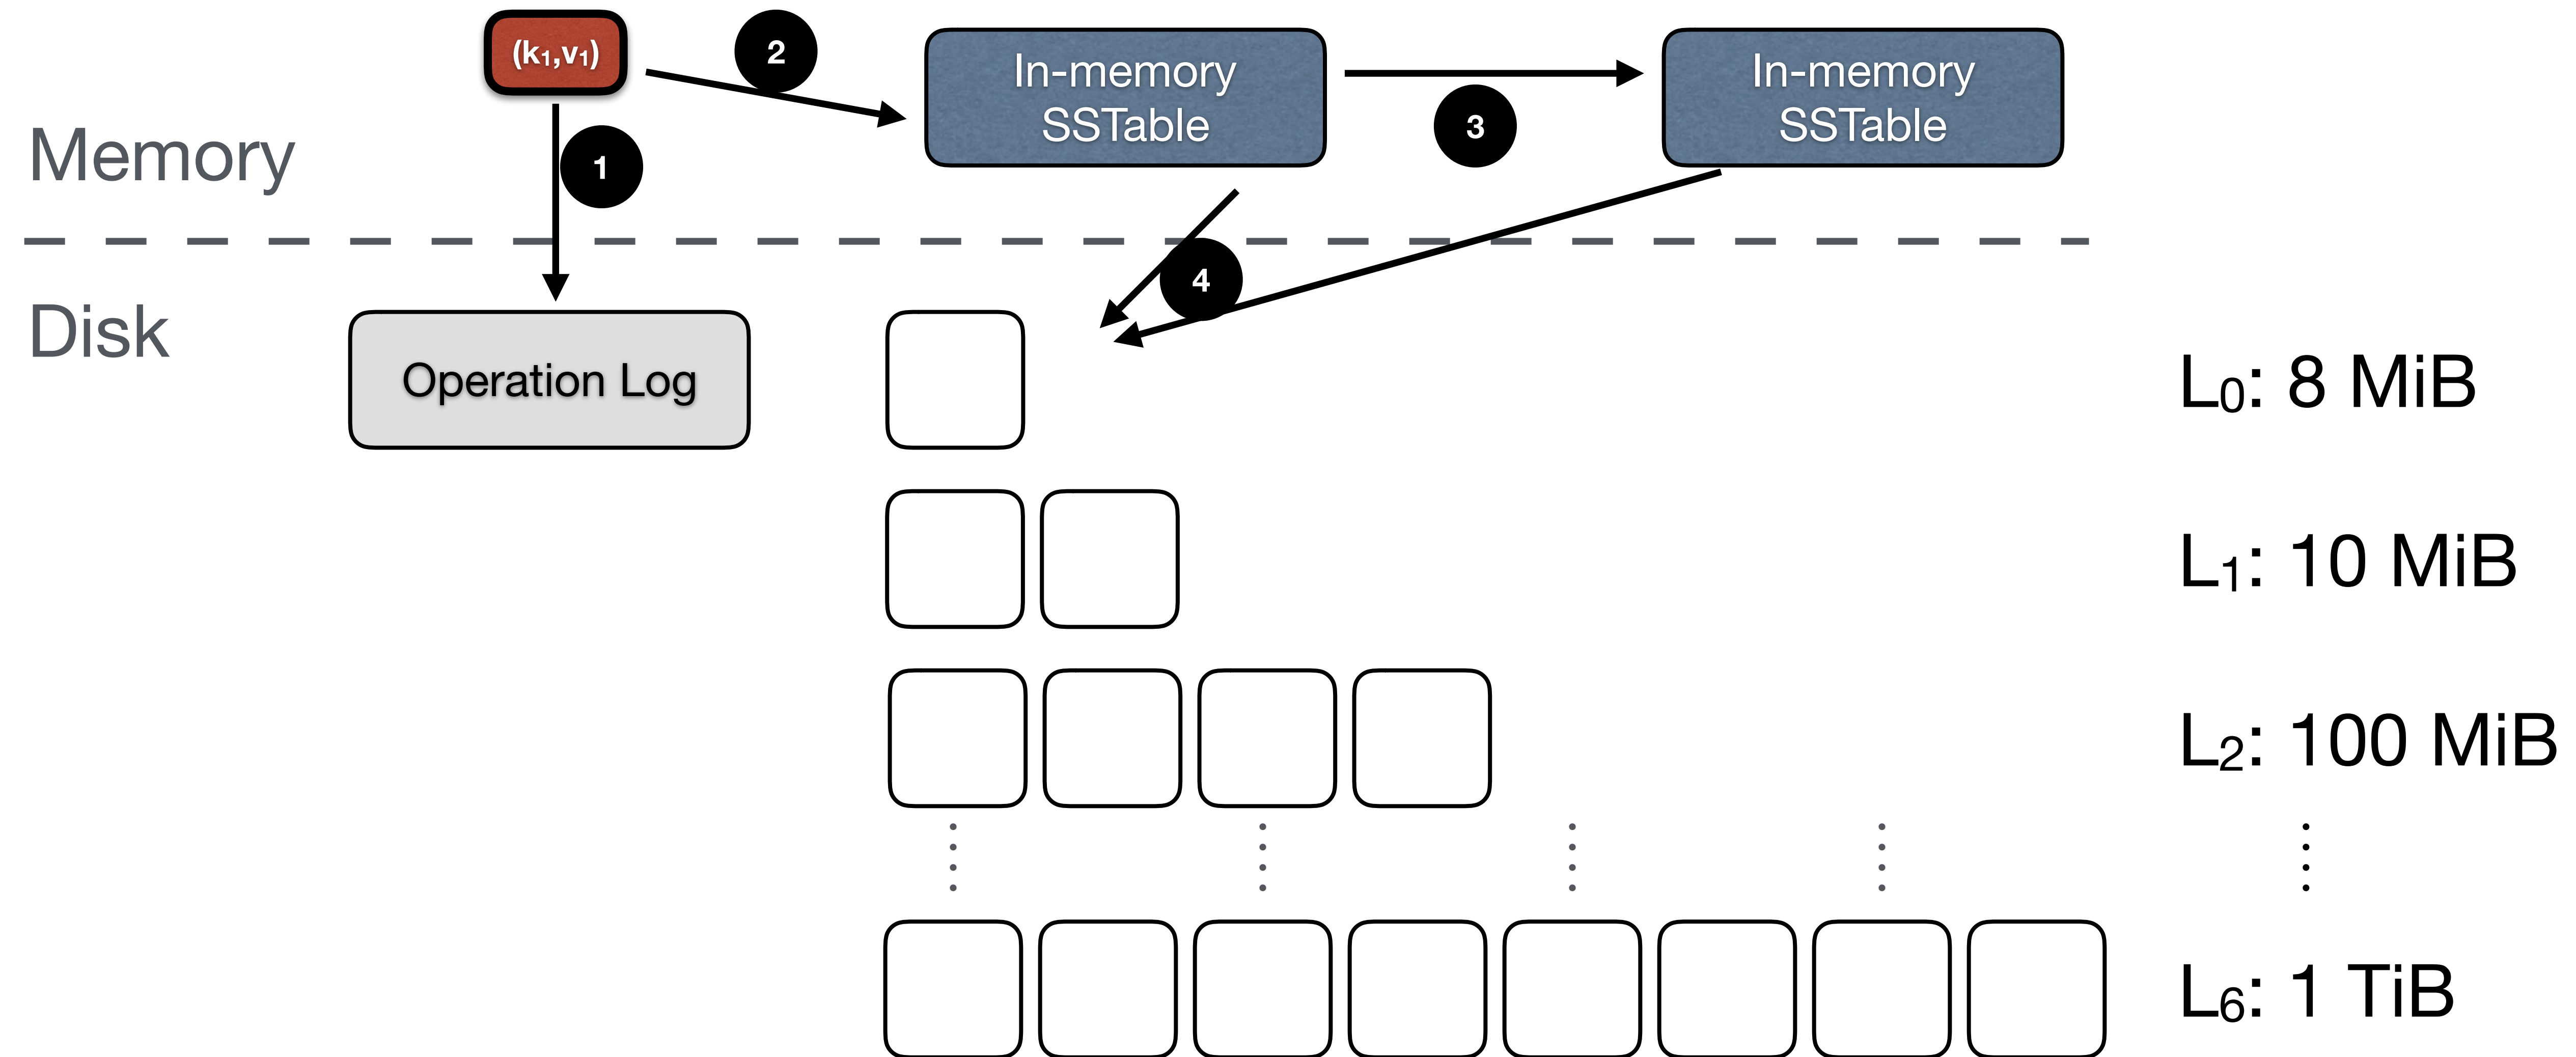 (k₁,v₁)
2
In-memory
SSTable
3
In-memory
SSTable
Memory
1
4
Disk
Operation Log
L₀: 8 MiB
L₁: 10 MiB
L₂: 100 MiB
L₆: 1 TiB